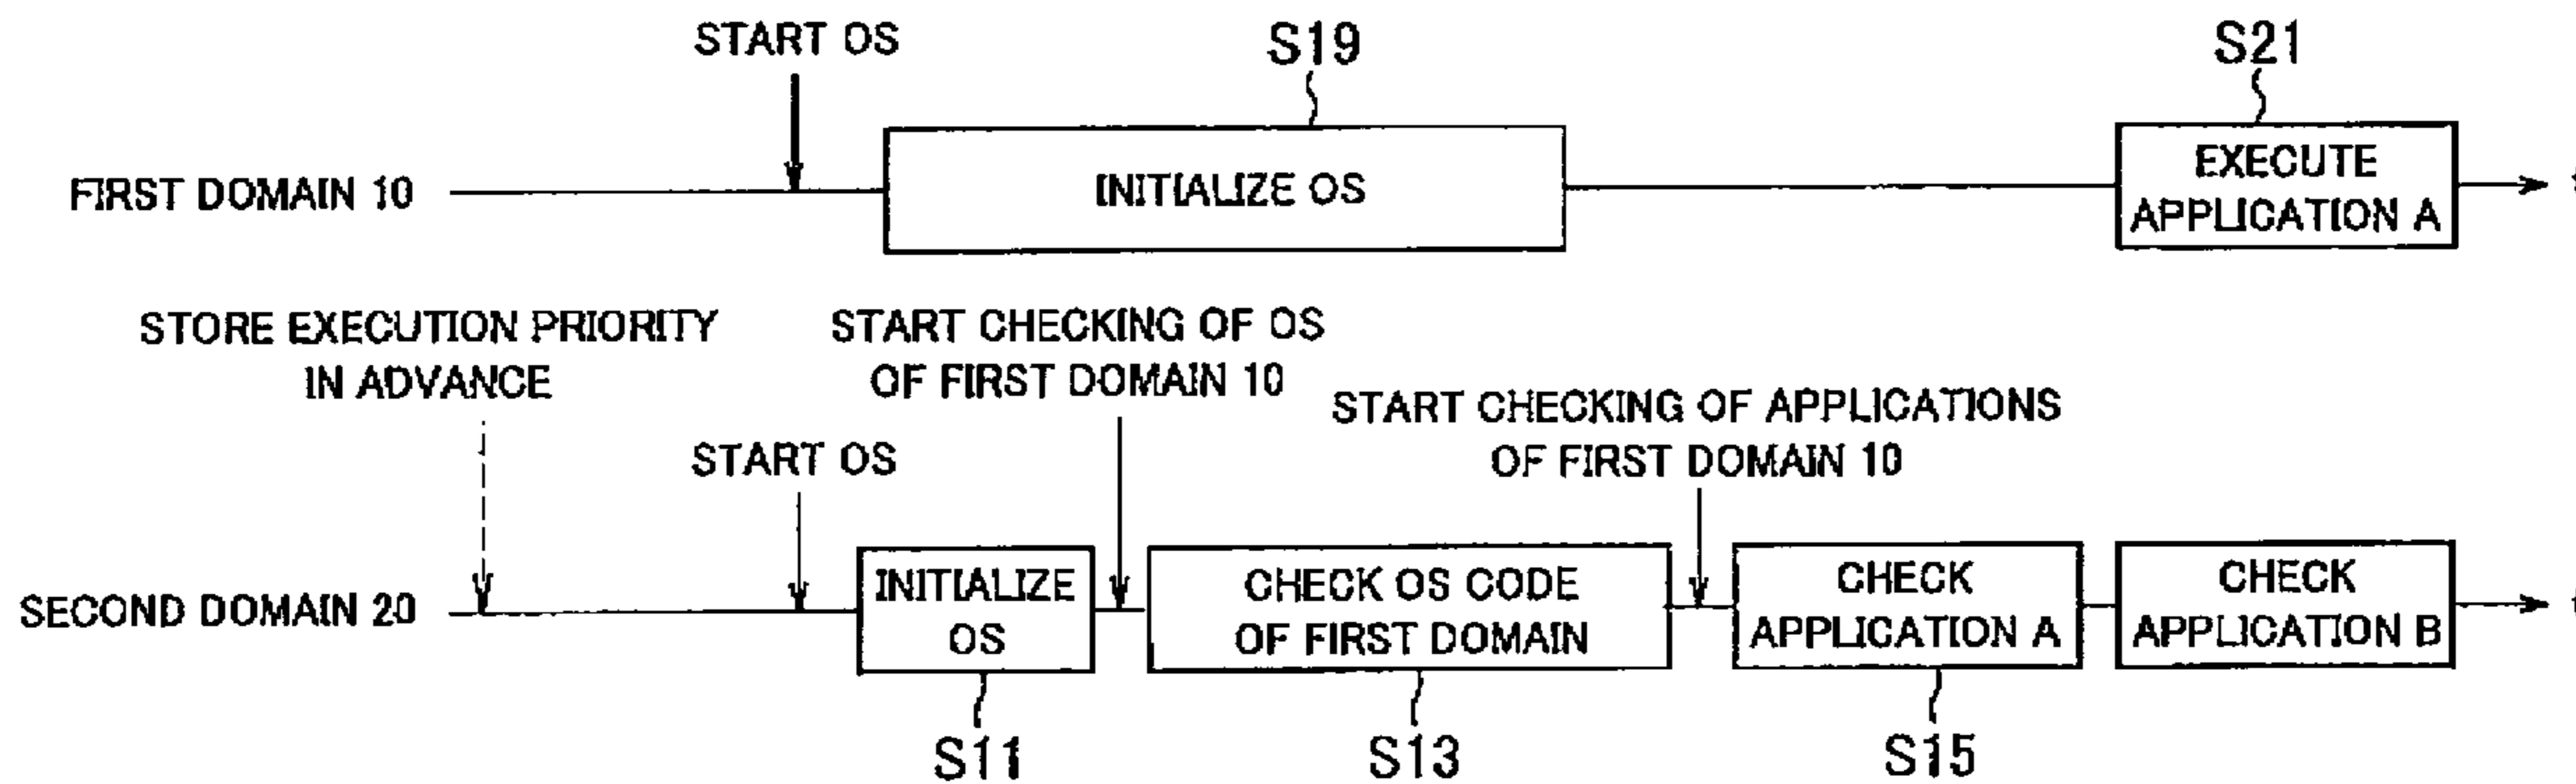 START OS
S19
S21
FIRST DOMAIN 10
INITIALIZE OS
EXECUTE
APPLICATION A
STORE EXECUTION PRIORITY
IN ADVANCE
START CHECKING OF OS
OF FIRST DOMAIN 10
START CHECKING OF APPLICATIONS
OF FIRST DOMAIN 10
START OS
SECOND DOMAIN 20
INITIALIZE
OS
CHECK OS CODE
OF FIRST DOMAIN
CHECK
APPLICATION A
CHECK
APPLICATION B
S11
S13
S15